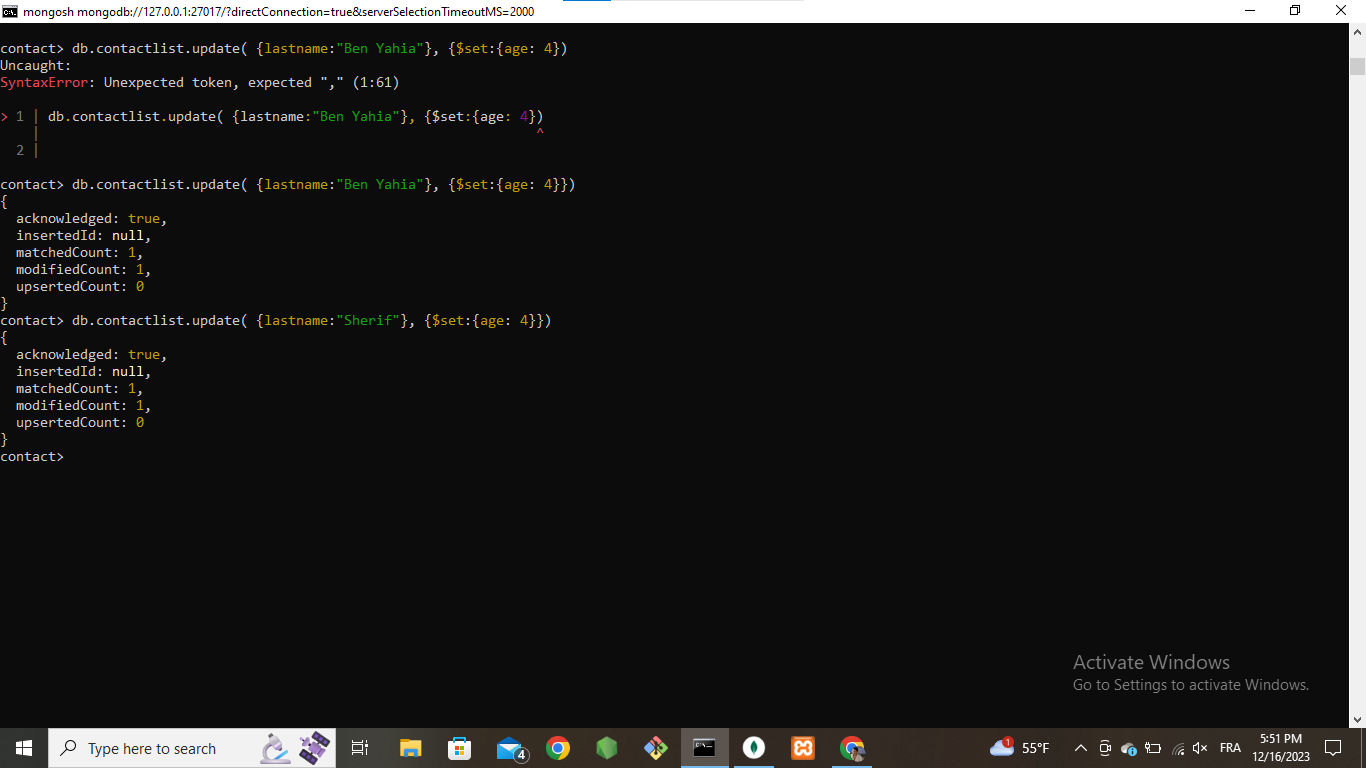 mongosh mongodb://127.0.0.1:27017/?directConnection=true&serverSelectionTimeoutMS=2000
contact> db.contactlist.update( {lastname:"Ben Yahia"}, {$set:{age: 4})
Uncaught:
SyntaxError: Unexpected token, expected "," (1:61)
> 1 | db.contactlist.update( {lastname:"Ben Yahia"}, {$set:{age: 4})
| ^
2 |
contact> db.contactlist.update( {lastname:"Ben Yahia"}, {$set:{age: 4}})
{
acknowledged: true,
insertedId: null,
matchedCount: 1,
modifiedCount: 1,
upsertedCount: 0
}
contact> db.contactlist.update( {lastname:"Sherif"}, {$set:{age: 4}})
{
acknowledged: true,
insertedId: null,
matchedCount: 1,
modifiedCount: 1,
upsertedCount: 0
}
contact>
Activate Windows
Go to Settings to activate Windows.
Type here to search
4
1
55°F
FRA
5:51 PM
12/16/2023